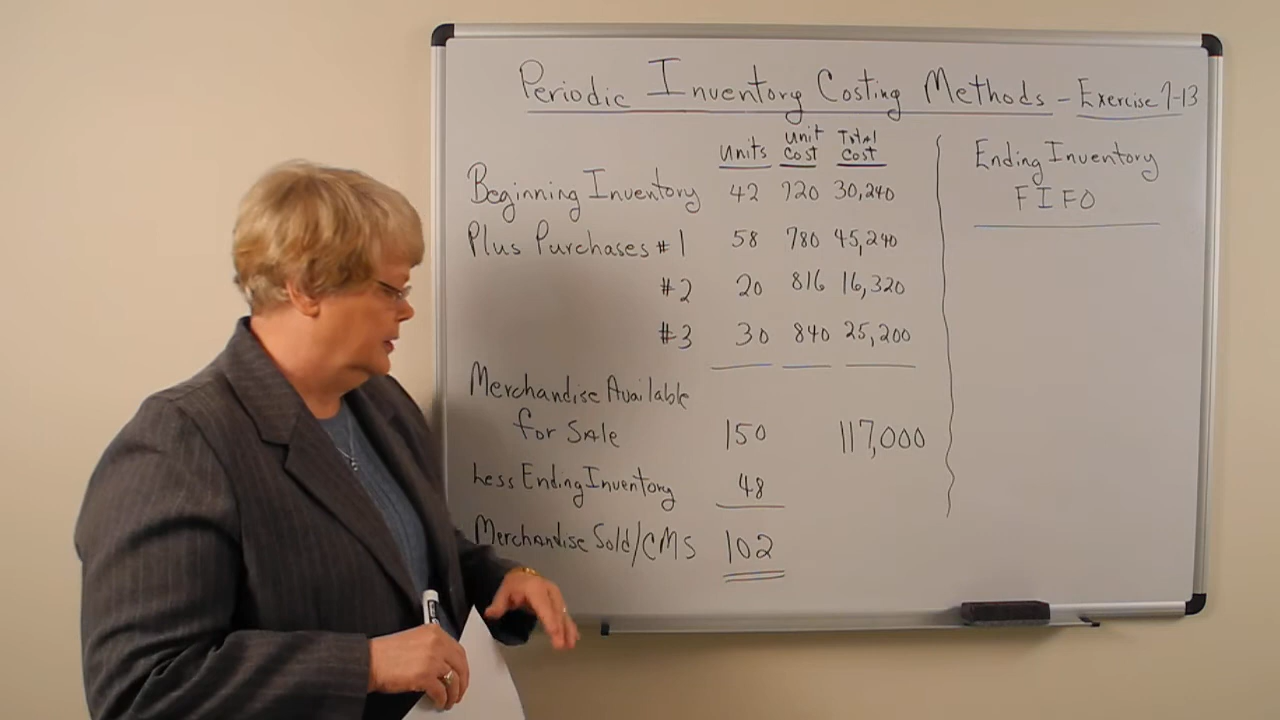 Periodic Inventory Costing Methods - Exercise 7-13
Units Unit Cost Total Cost
Beginning Inventory 42 720 30,240
Plus Purchases #1 58 780 45,240
#2 20 816 16,320
#3 30 840 25,200
Merchandise Available
for Sale 150 117,000
Less Ending Inventory 48
Merchandise Sold/CMS 102
Ending Inventory
FIFO